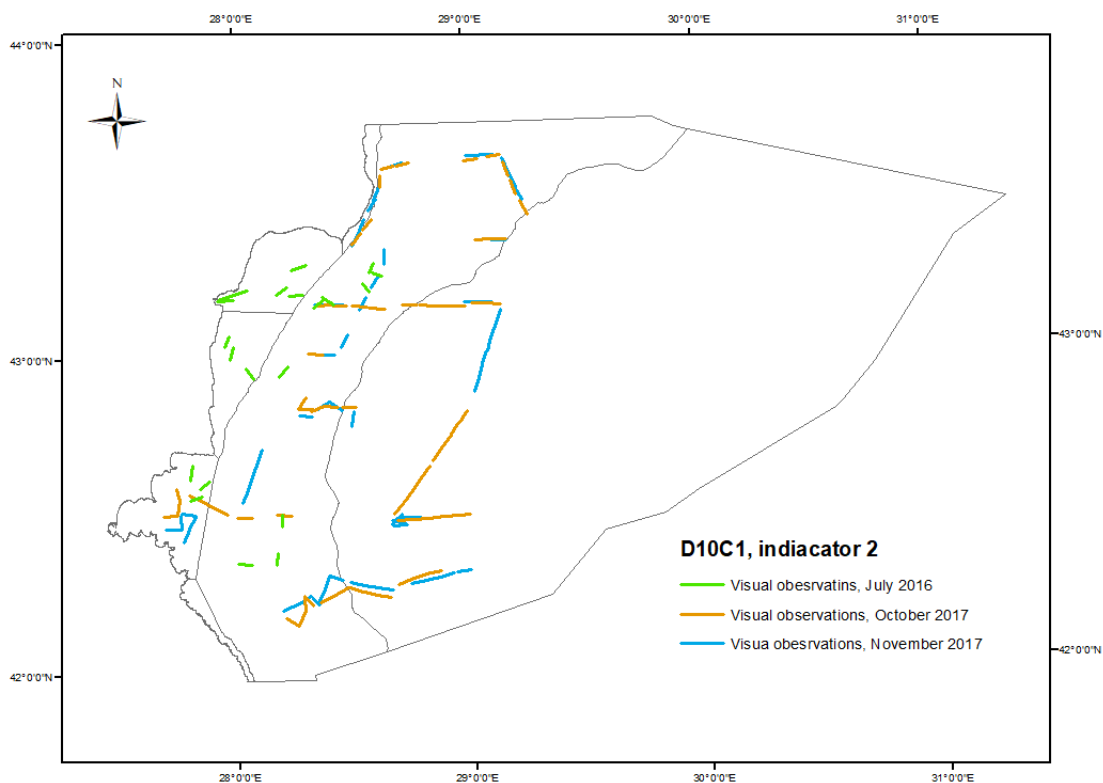 28°0'0"E 29°0'0"E 30°0'0"E 31°0'0"E
44°0'0"N
N
43°0'0"N 43°0'0"N
D10C1, indiacator 2
Visual obesrvatins, July 2016
Visual observations, October 2017
Visua obesrvations, November 2017
42°0'0"N 42°0'0"N
28°0'0"E 29°0'0"E 30°0'0"E 31°0'0"E